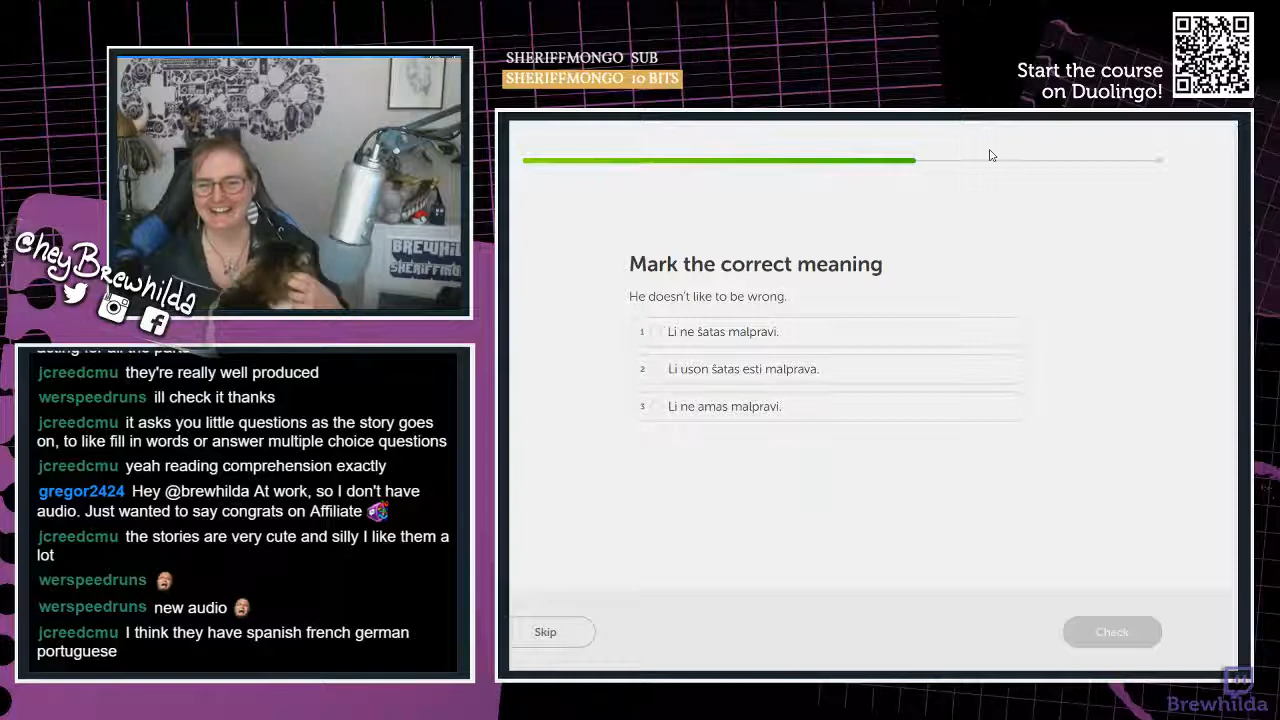 SHERIFFMONGO SUB
SHERIFFMONGO 10 BITS
Start the course
on Duolingo!
@heyBrewhilda
BREWHIL
SHERIFFMO
Mark the correct meaning
He doesn't like to be wrong.
1 Li ne ŝatas malpravi.
2 Li uson ŝatas esti malprava.
3 Li ne amas malpravi.
Skip
Check
jcreedcmu they're really well produced
werspeedruns ill check it thanks
jcreedcmu it asks you little questions as the story goes
on, to like fill in words or answer multiple choice questions
jcreedcmu yeah reading comprehension exactly
gregor2424 Hey @brewhilda At work, so I don't have
audio. Just wanted to say congrats on Affiliate
jcreedcmu the stories are very cute and silly I like them a
lot
werspeedruns
werspeedruns new audio
jcreedcmu I think they have spanish french german
portuguese
Brewhilda